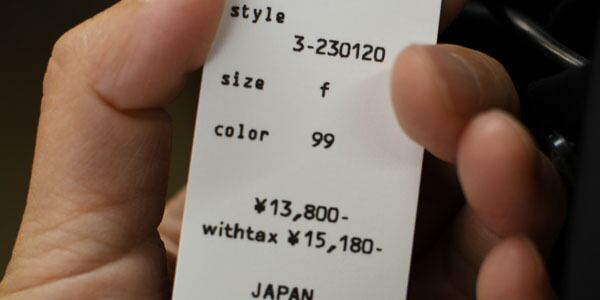 style
3-230120
size f
color 99
¥13,800-
withtax ¥15,180-
JAPAN